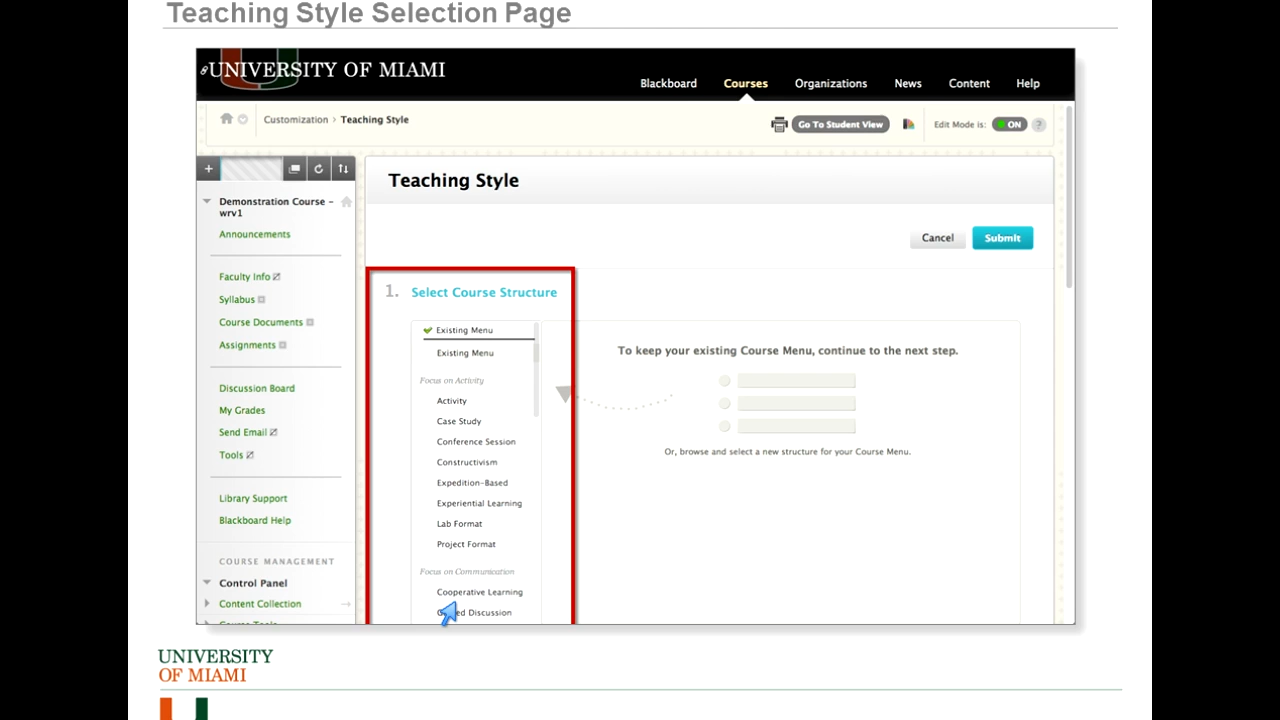 Teaching Style Selection Page
UNIVERSITY OF MIAMI
Blackboard Courses Organizations News Content Help
Customization > Teaching Style
Go To Student View Edit Mode is: ON ?
Teaching Style
Demonstration Course – wrv1
Announcements
Faculty Info
Syllabus
Course Documents
Assignments
Discussion Board
My Grades
Send Email
Tools
Library Support
Blackboard Help
COURSE MANAGEMENT
Control Panel
Content Collection
Cancel Submit
1. Select Course Structure
Existing Menu
Existing Menu
Focus on Activity
Activity
Case Study
Conference Session
Constructivism
Expedition-Based
Experiential Learning
Lab Format
Project Format
Focus on Communication
Cooperative Learning
Discussion
To keep your existing Course Menu, continue to the next step.
Or, browse and select a new structure for your Course Menu.
UNIVERSITY
OF MIAMI